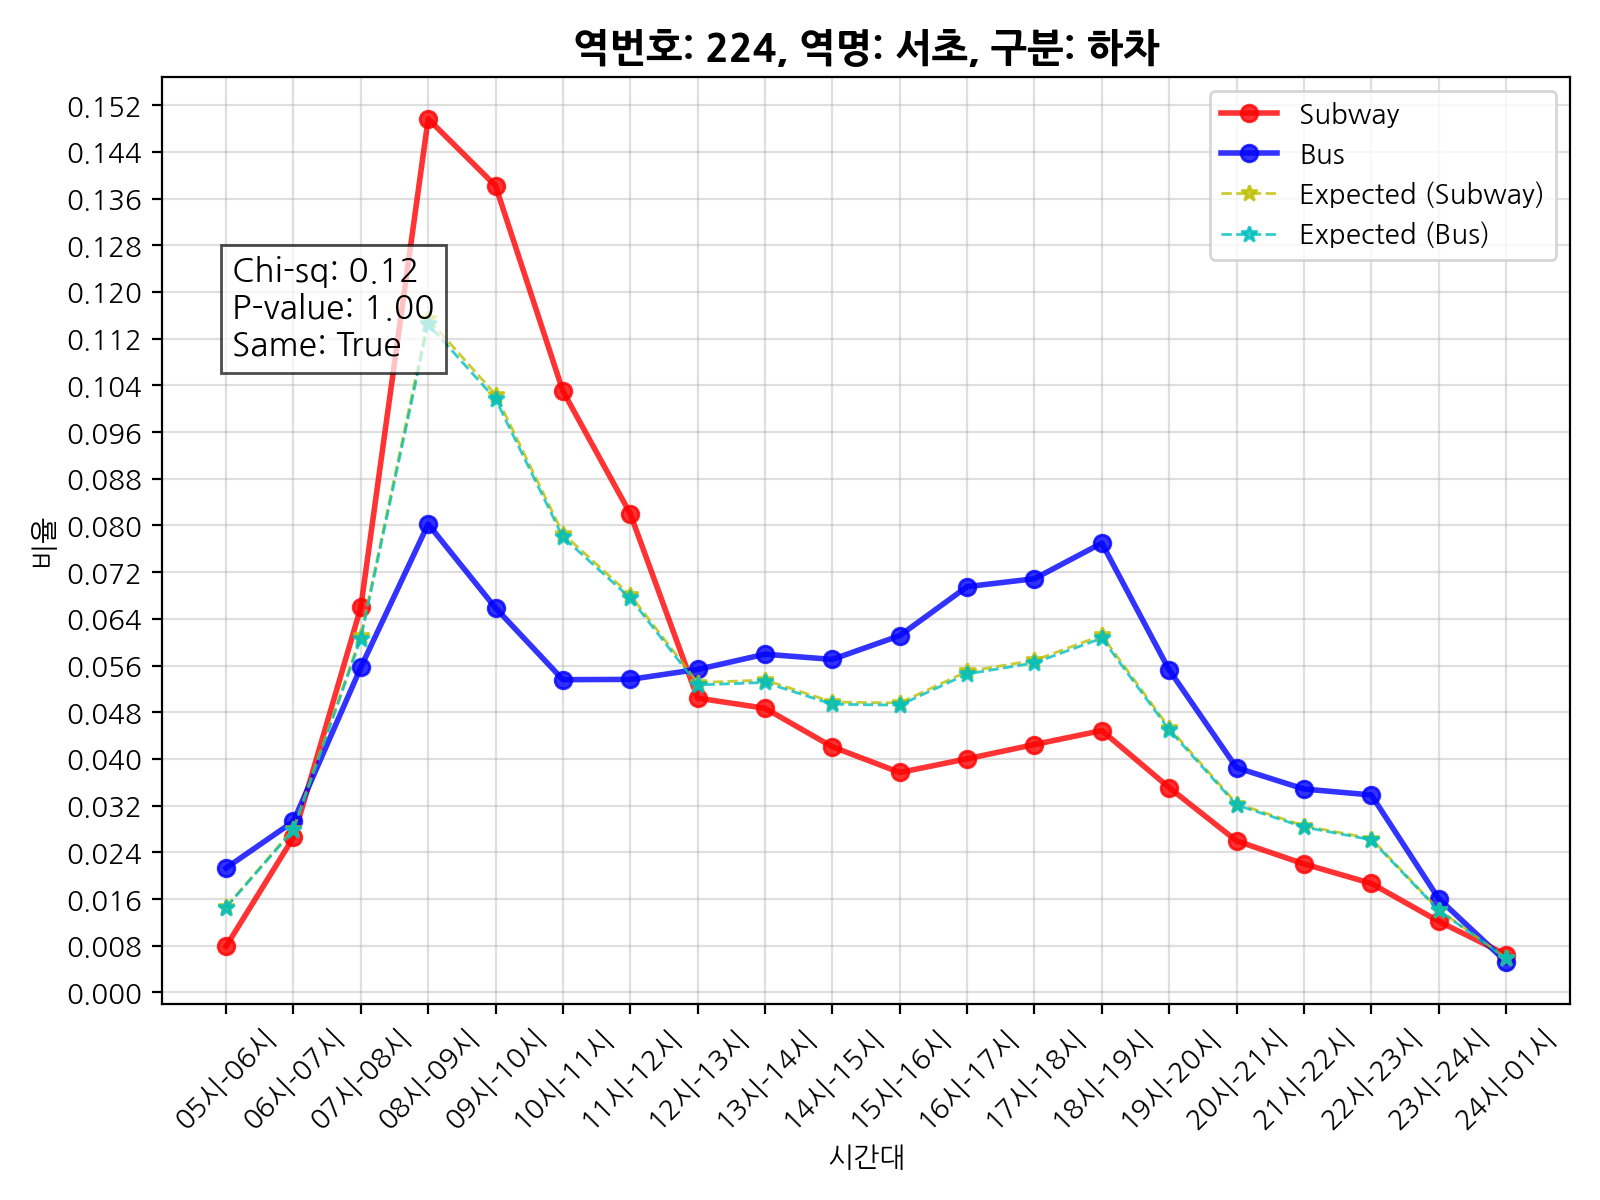 역번호: 224, 역명: 서초, 구분: 하차
Subway
Bus
Expected (Subway)
Expected (Bus)
Chi-sq: 0.12
P-value: 1.00
Same: True
비율
0.152
0.144
0.136
0.128
0.120
0.112
0.104
0.096
0.088
0.080
0.072
0.064
0.056
0.048
0.040
0.032
0.024
0.016
0.008
0.000
05시-06시
06시-07시
07시-08시
08시-09시
09시-10시
10시-11시
11시-12시
12시-13시
13시-14시
14시-15시
15시-16시
16시-17시
17시-18시
18시-19시
19시-20시
20시-21시
21시-22시
22시-23시
23시-24시
24시-01시
시간대